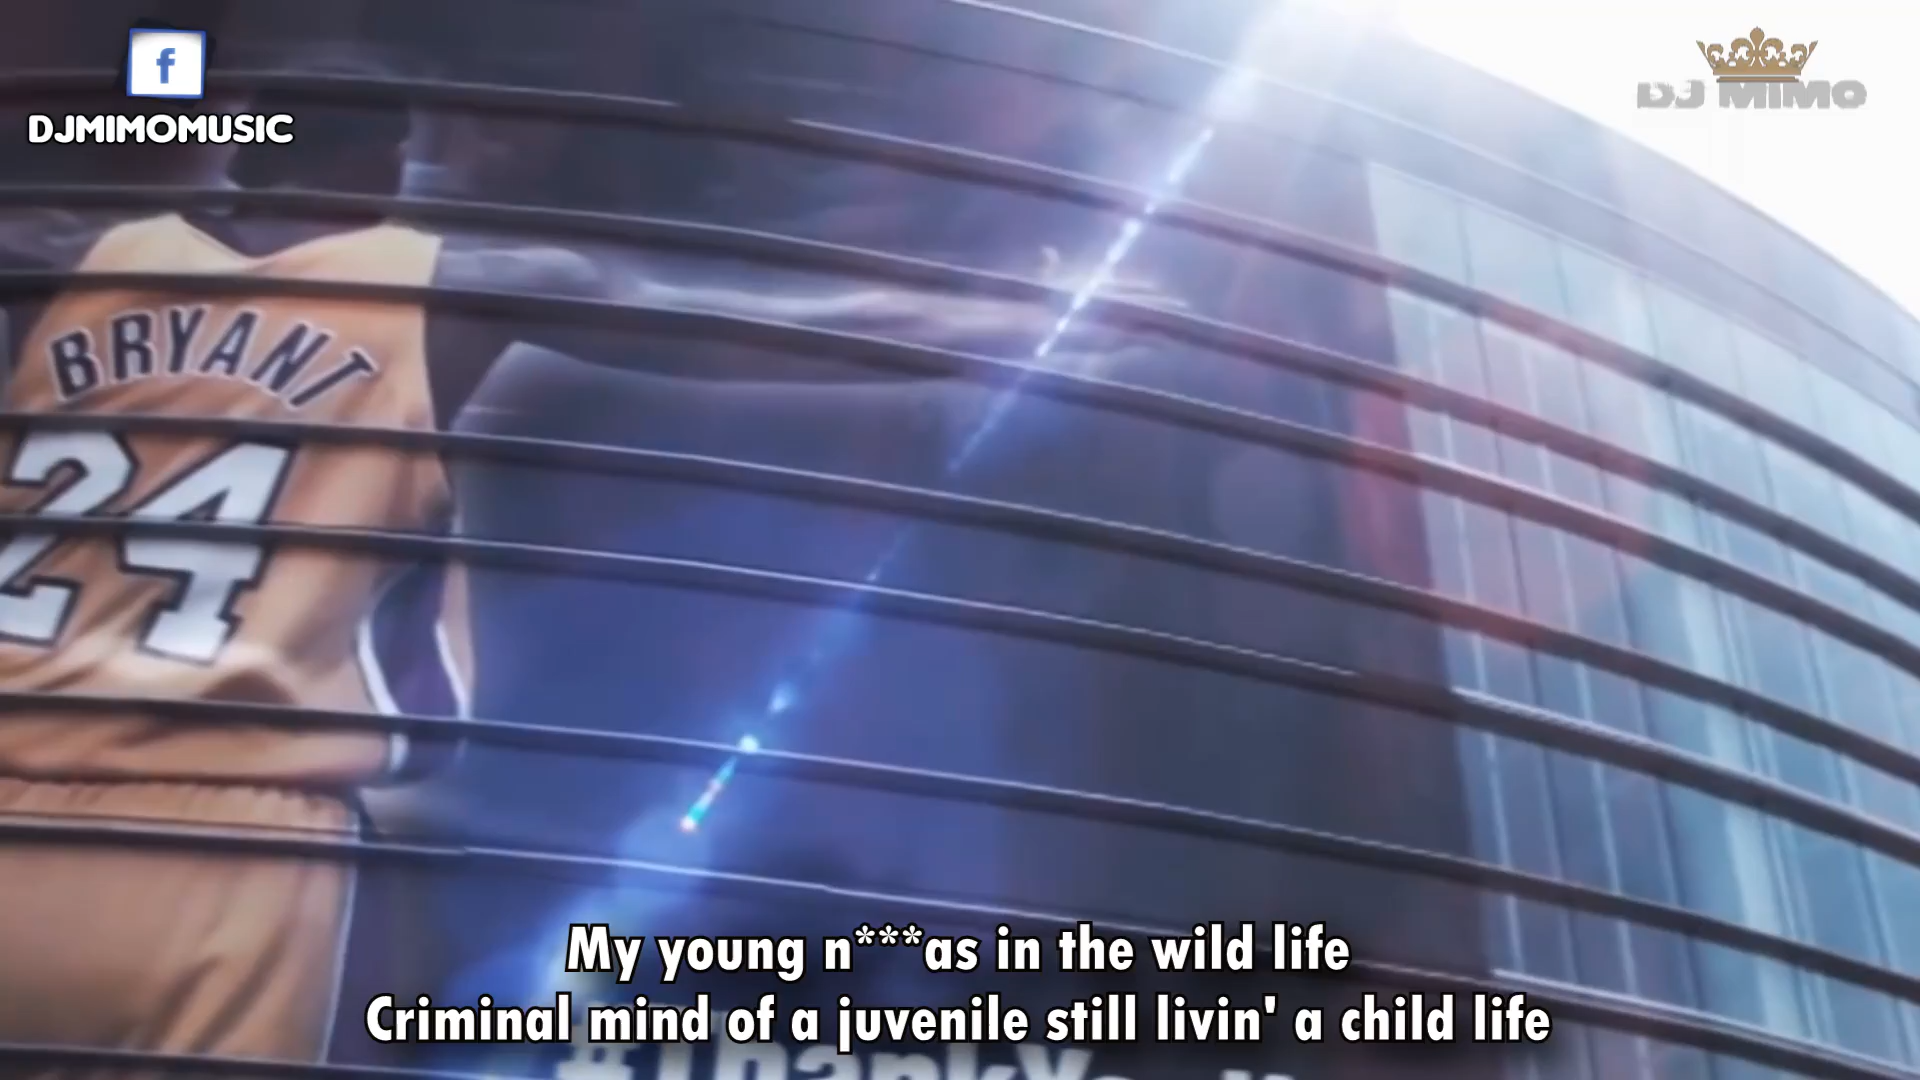 f
DJMIMOMUSIC
DJ MIMO
BRYANT
24
My young n***as in the wild life
Criminal mind of a juvenile still livin' a child life